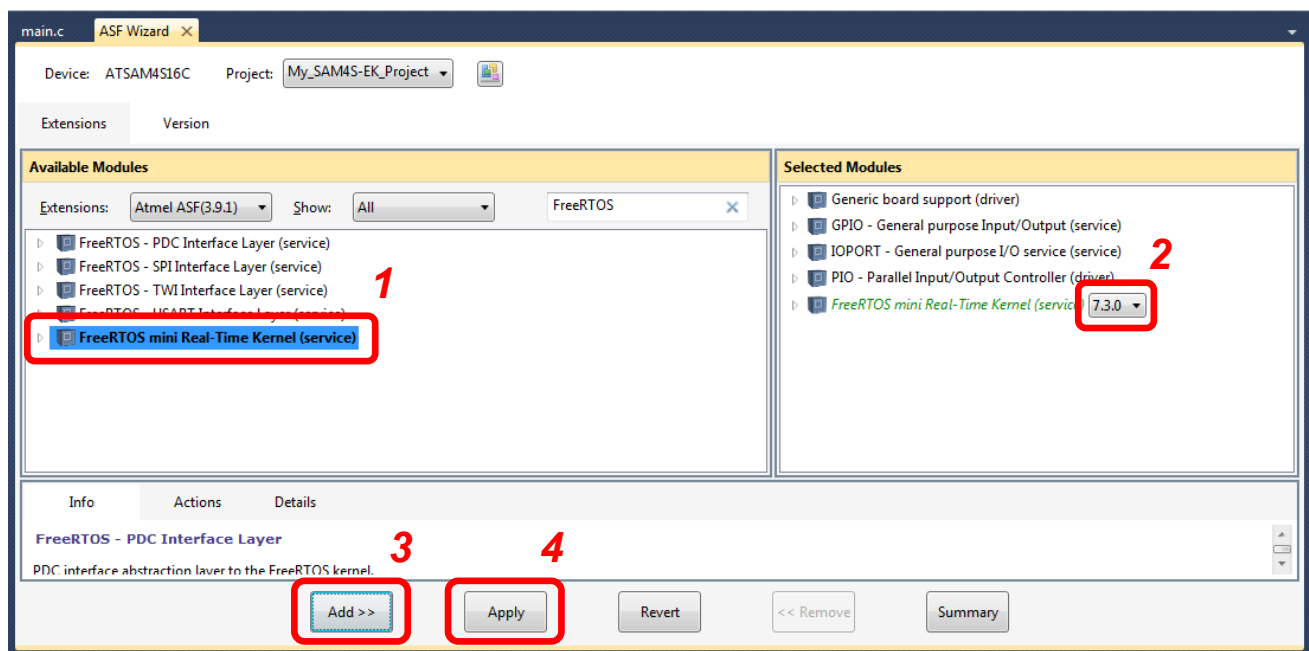 main.c ASF Wizard
Device: ATSAM4S16C Project: My_SAM4S-EK_Project
Extensions Version
Available Modules
Extensions: Atmel ASF(3.9.1) Show: All FreeRTOS
FreeRTOS - PDC Interface Layer (service)
FreeRTOS - SPI Interface Layer (service)
FreeRTOS - TWI Interface Layer (service)
1
FreeRTOS - USART Interface Layer (service)
FreeRTOS mini Real-Time Kernel (service)
Selected Modules
Generic board support (driver)
GPIO - General purpose Input/Output (service)
IOPORT - General purpose I/O service (service)
2
PIO - Parallel Input/Output Controller (driver)
FreeRTOS mini Real-Time Kernel (service) 7.3.0
Info Actions Details
FreeRTOS - PDC Interface Layer
PDC interface abstraction layer to the FreeRTOS kernel.
3 4
Add >> Apply Revert << Remove Summary